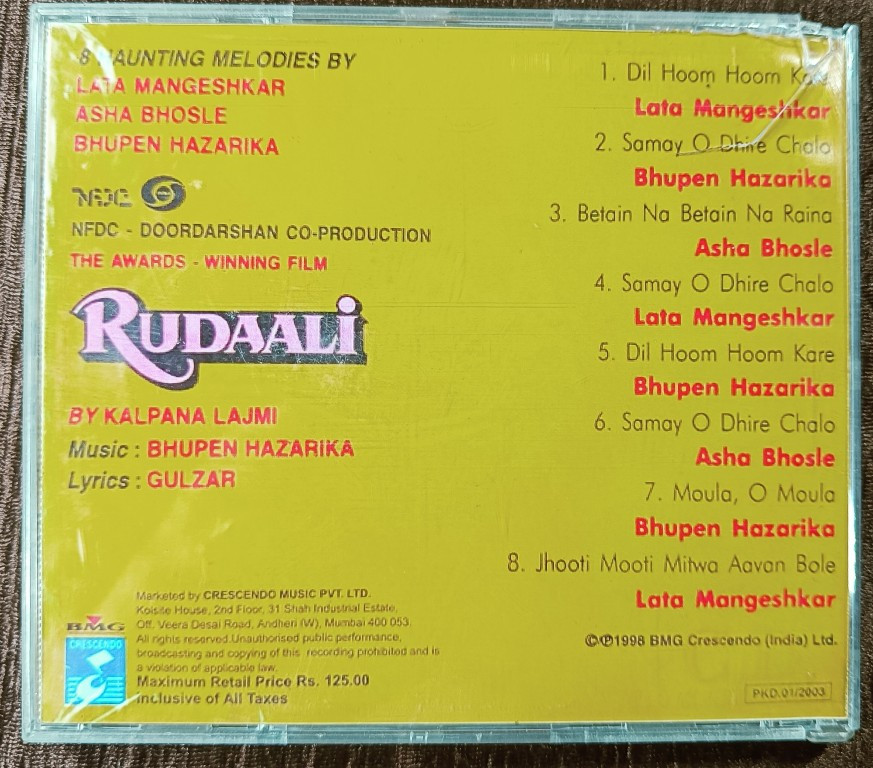 8 HAUNTING MELODIES BY
LATA MANGESHKAR
ASHA BHOSLE
BHUPEN HAZARIKA
NFDC
NFDC - DOORDARSHAN CO-PRODUCTION
THE AWARDS - WINNING FILM
RUDAALI
BY KALPANA LAJMI
Music : BHUPEN HAZARIKA
Lyrics : GULZAR
1. Dil Hoom Hoom Kare
Lata Mangeshkar
2. Samay O Dhire Chalo
Bhupen Hazarika
3. Betain Na Betain Na Raina
Asha Bhosle
4. Samay O Dhire Chalo
Lata Mangeshkar
5. Dil Hoom Hoom Kare
Bhupen Hazarika
6. Samay O Dhire Chalo
Asha Bhosle
7. Moula, O Moula
Bhupen Hazarika
8. Jhooti Mooti Mitwa Aavan Bole
Lata Mangeshkar
BMG
CRESCENDO
Marketed by CRESCENDO MUSIC PVT. LTD.
Kolsite House, 2nd Floor, 31 Shah Industrial Estate,
Off. Veera Desai Road, Andheri (W), Mumbai 400 053.
All rights reserved.Unauthorised public performance,
broadcasting and copying of this recording prohibited and is
a violation of applicable law.
Maximum Retail Price Rs. 125.00
Inclusive of All Taxes
©℗1998 BMG Crescendo (India) Ltd.
PKD.01/2003